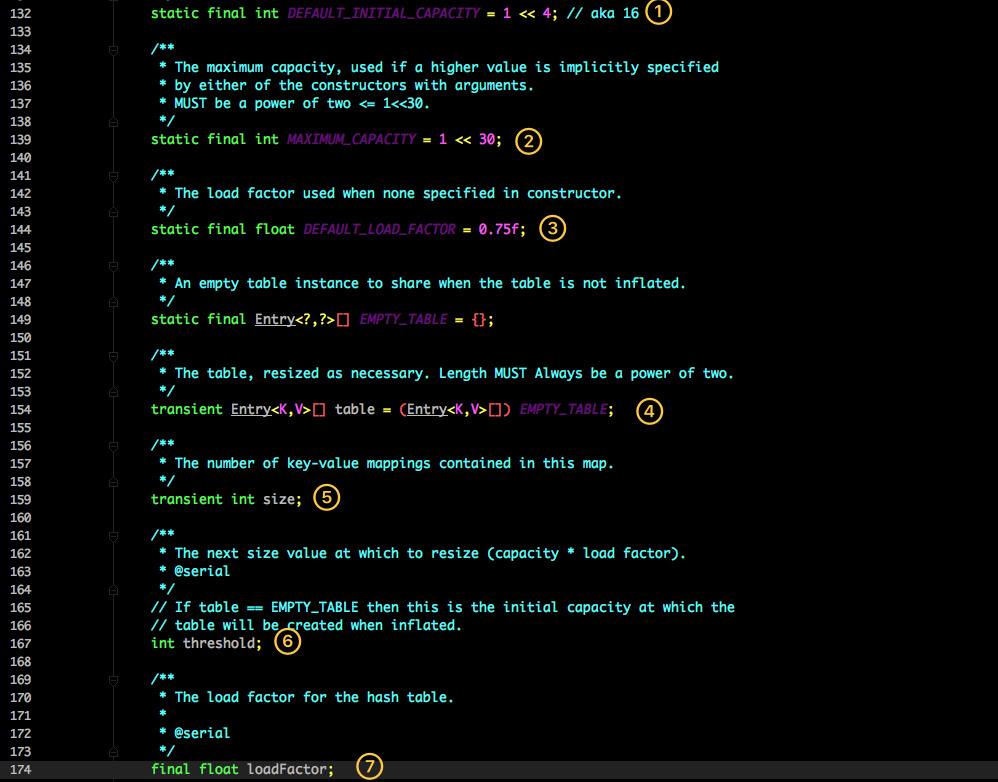 132 static final int DEFAULT_INITIAL_CAPACITY = 1 << 4; // aka 16 1
133
134 /**
135 * The maximum capacity, used if a higher value is implicitly specified
136 * by either of the constructors with arguments.
137 * MUST be a power of two <= 1<<30.
138 */
139 static final int MAXIMUM_CAPACITY = 1 << 30; 2
140
141 /**
142 * The load factor used when none specified in constructor.
143 */
144 static final float DEFAULT_LOAD_FACTOR = 0.75f; 3
145
146 /**
147 * An empty table instance to share when the table is not inflated.
148 */
149 static final Entry<?,?>[] EMPTY_TABLE = {};
150
151 /**
152 * The table, resized as necessary. Length MUST Always be a power of two.
153 */
154 transient Entry<K,V>[] table = (Entry<K,V>[]) EMPTY_TABLE; 4
155
156 /**
157 * The number of key-value mappings contained in this map.
158 */
159 transient int size; 5
160
161 /**
162 * The next size value at which to resize (capacity * load factor).
163 * @serial
164 */
165 // If table == EMPTY_TABLE then this is the initial capacity at which the
166 // table will be created when inflated.
167 int threshold; 6
168
169 /**
170 * The load factor for the hash table.
171 *
172 * @serial
173 */
174 final float loadFactor; 7